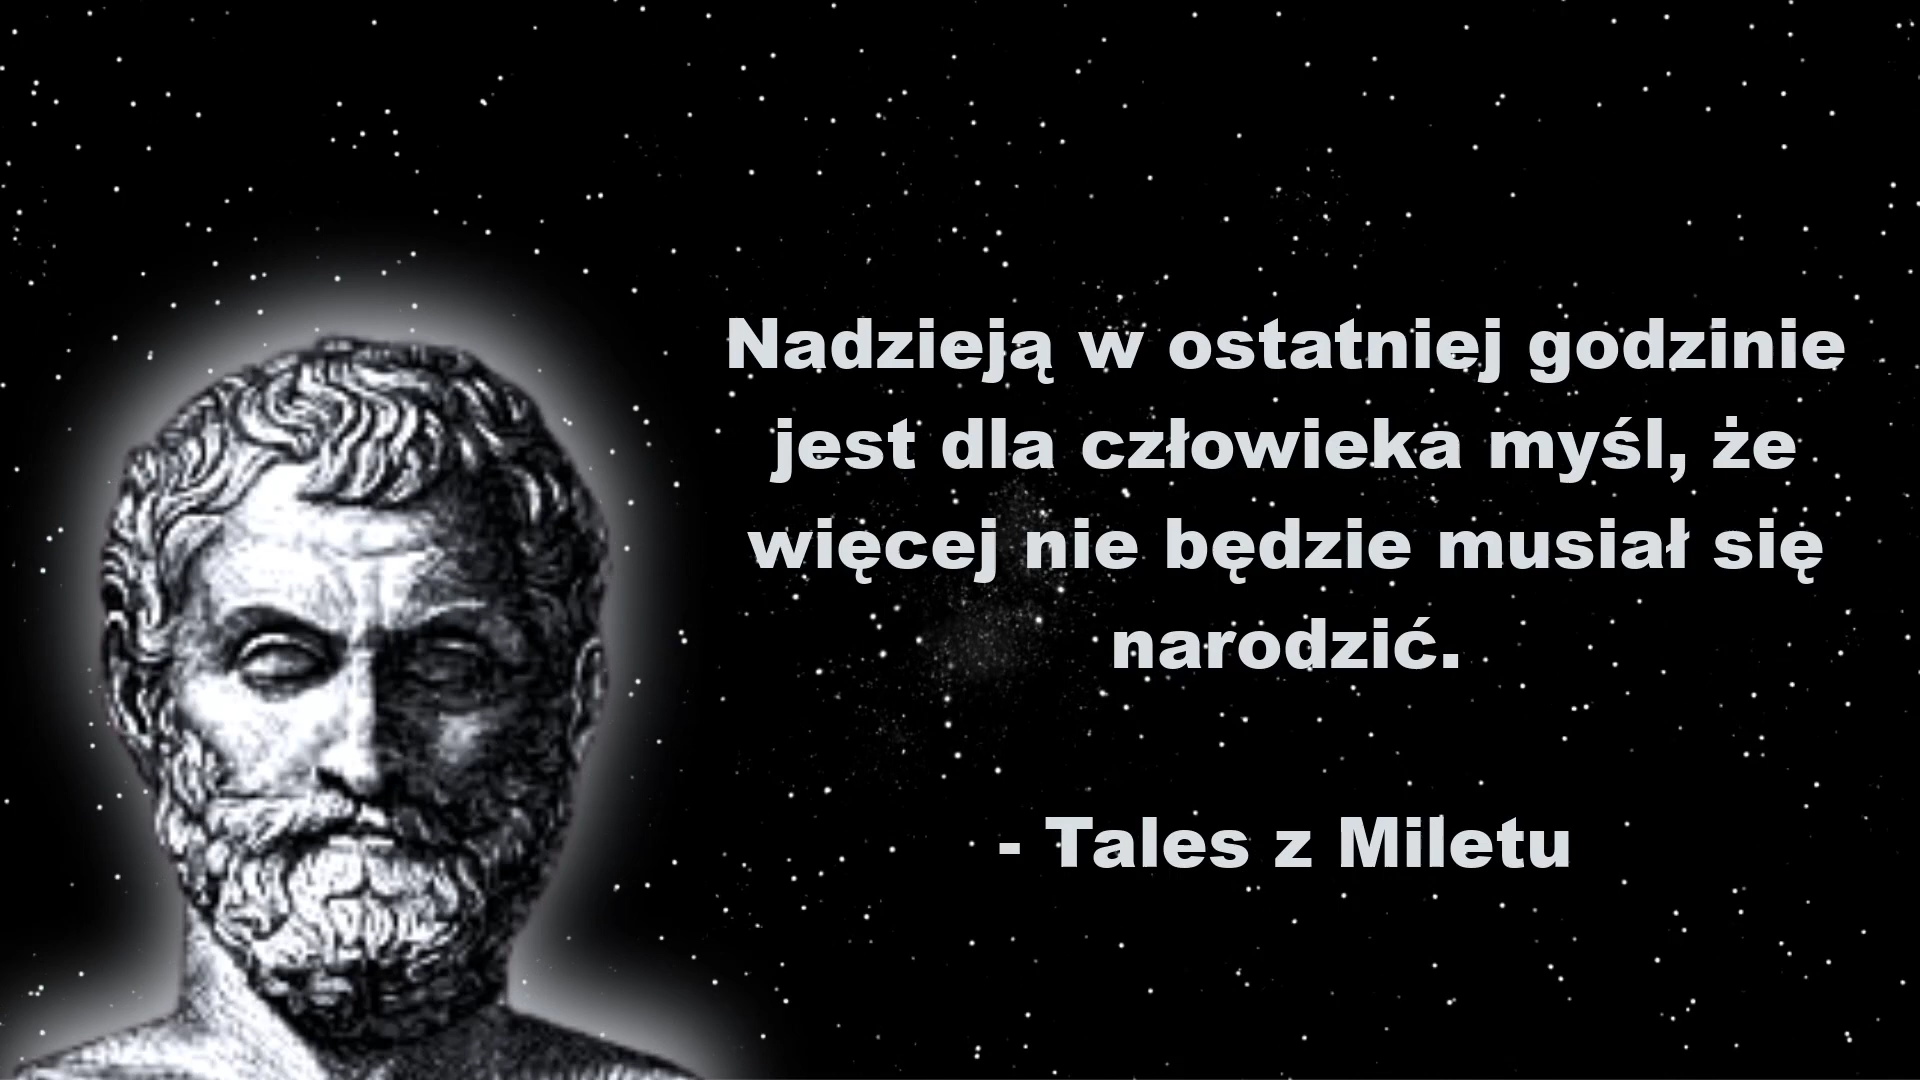 Nadzieją w ostatniej godzinie
jest dla człowieka myśl, że
więcej nie będzie musiał się
narodzić.
- Tales z Miletu